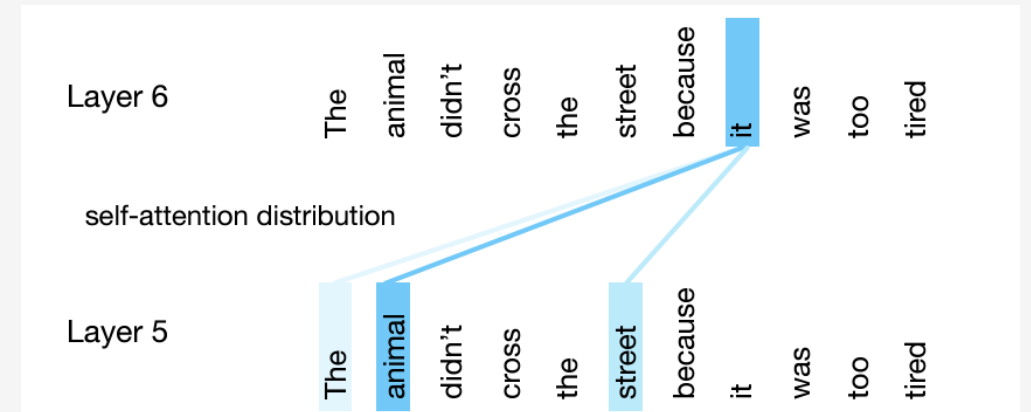 Layer 6 The animal didn't cross the street because it was too tired
self-attention distribution
Layer 5 The animal didn't cross the street because it was too tired